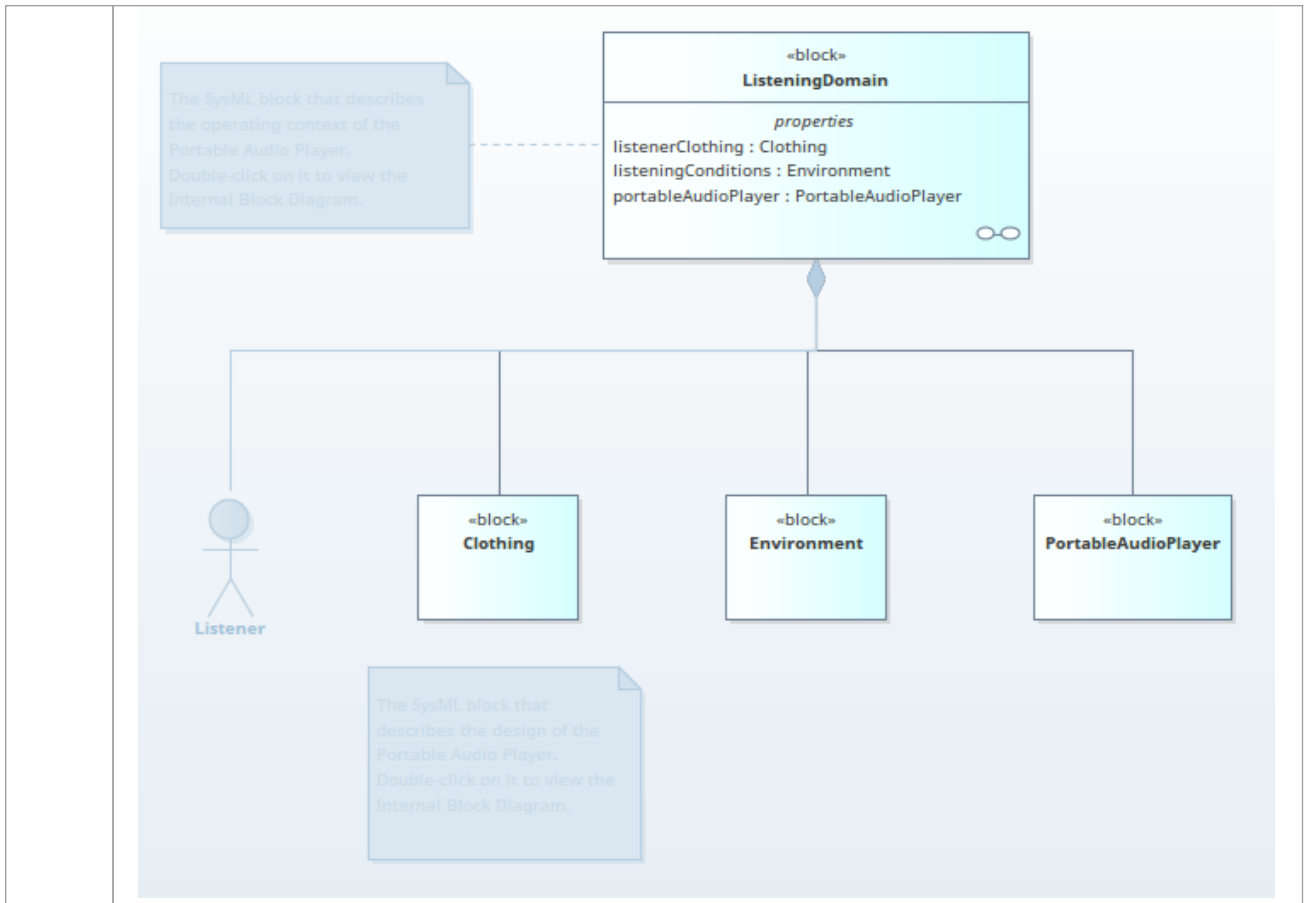 The SysML block that describes
the operating context of the
Portable Audio Player.
Double-click on it to view the
Internal Block Diagram.
«block»
ListeningDomain
properties
listenerClothing : Clothing
listeningConditions : Environment
portableAudioPlayer : PortableAudioPlayer
Listener
«block»
Clothing
«block»
Environment
«block»
PortableAudioPlayer
The SysML block that
describes the design of the
Portable Audio Player.
Double-click on it to view the
Internal Block Diagram.